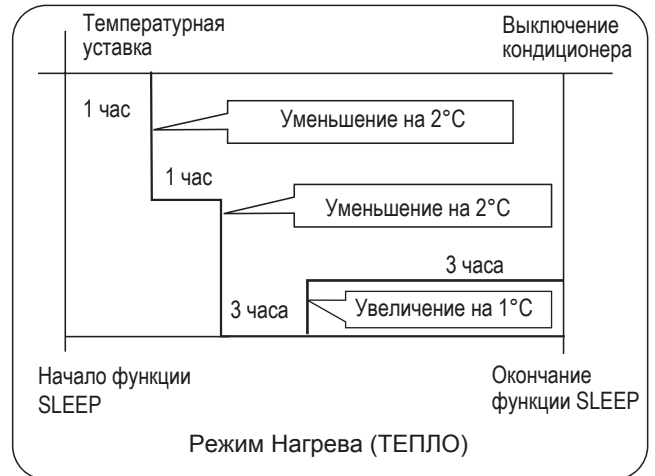 Температурная
уставка
Выключение
кондиционера
1 час
Уменьшение на 2°C
1 час
Уменьшение на 2°C
3 часа
3 часа
Увеличение на 1°C
Начало функции
SLEEP
Окончание
функции SLEEP
Режим Нагрева (ТЕПЛО)